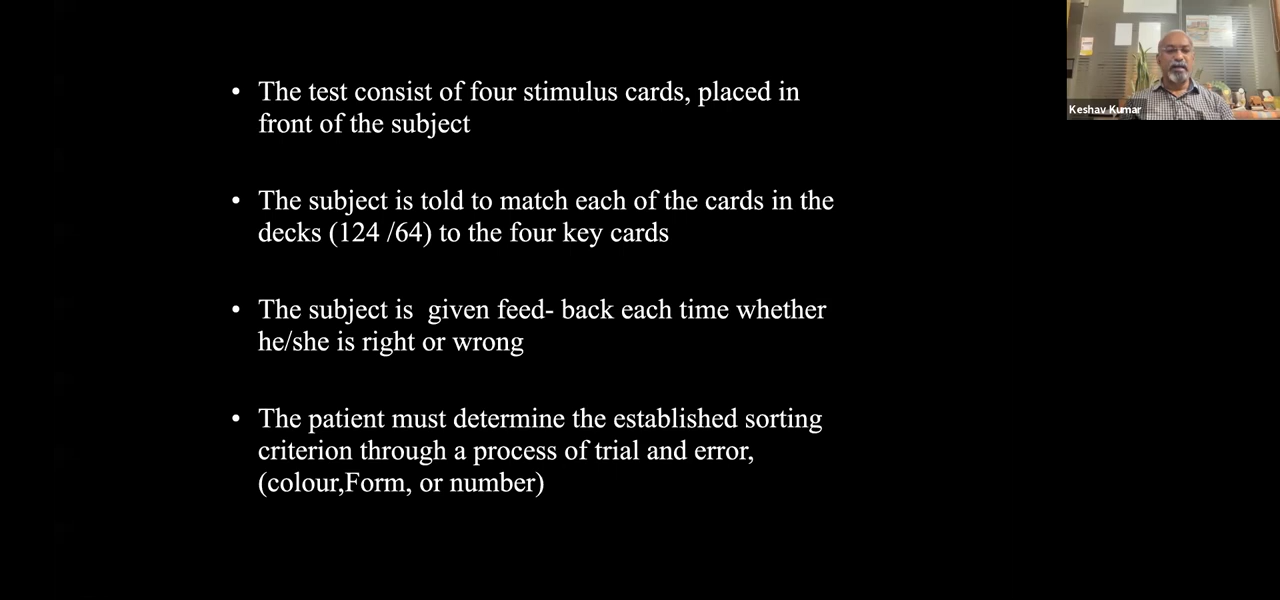 • The test consist of four stimulus cards, placed in
front of the subject
• The subject is told to match each of the cards in the
decks (124 /64) to the four key cards
• The subject is  given feed- back each time whether
he/she is right or wrong
• The patient must determine the established sorting
criterion through a process of trial and error,
(colour,Form, or number)
Keshav Kumar